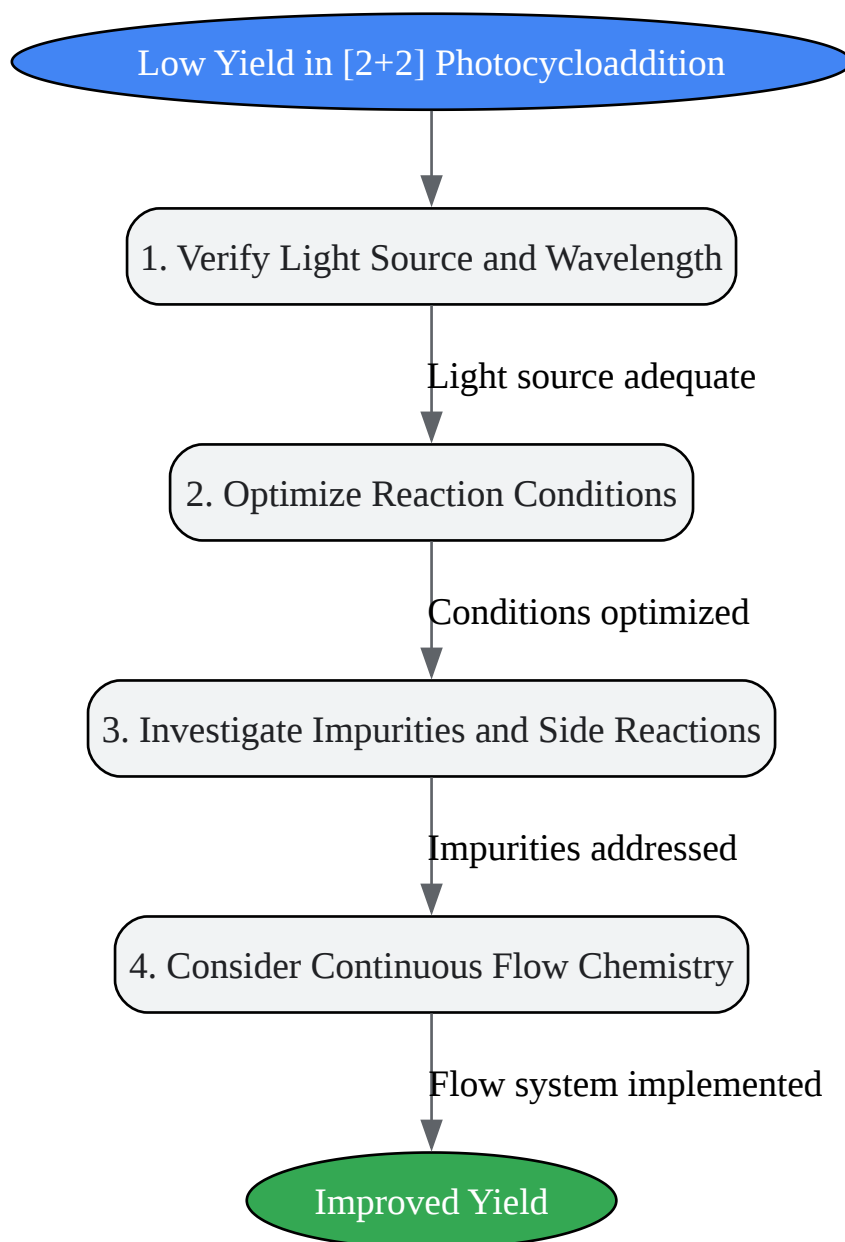 Low Yield in [2+2] Photocycloaddition
1. Verify Light Source and Wavelength
Light source adequate
2. Optimize Reaction Conditions
Conditions optimized
3. Investigate Impurities and Side Reactions
Impurities addressed
4. Consider Continuous Flow Chemistry
Flow system implemented
Improved Yield